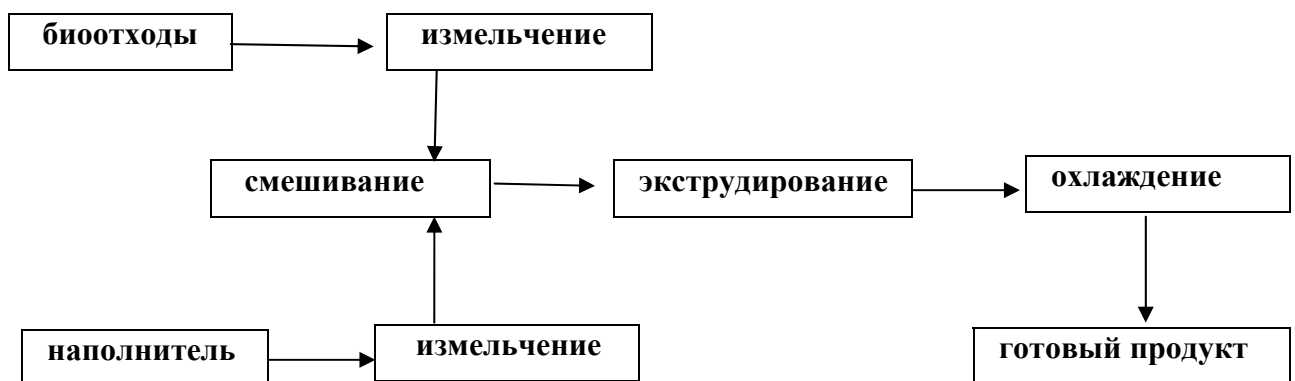 биоотходы
измельчение
смешивание
экструдирование
охлаждение
наполнитель
измельчение
готовый продукт